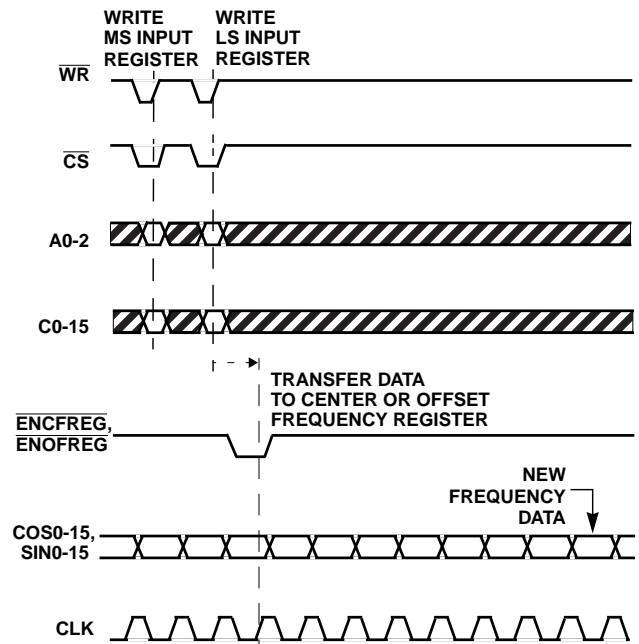 WRITE
MS INPUT
REGISTER
WRITE
LS INPUT
REGISTER
WR
CS
A0-2
C0-15
TRANSFER DATA
TO CENTER OR OFFSET
FREQUENCY REGISTER
ENCFREG,
ENOFREG
NEW
FREQUENCY
DATA
COS0-15,
SIN0-15
CLK